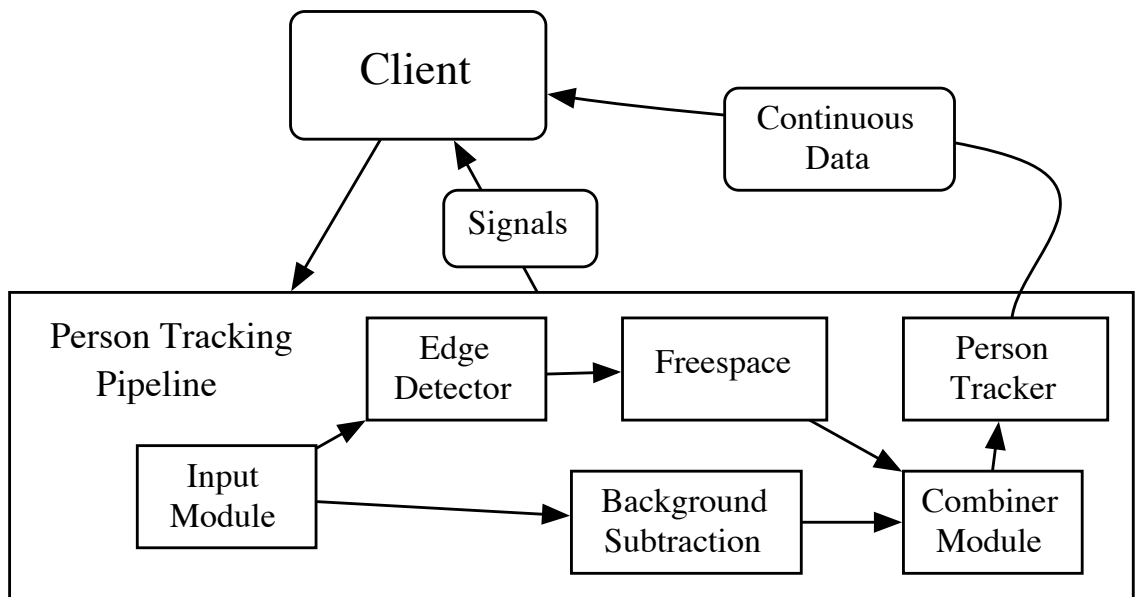 Client
Continuous
Data
Signals
Person Tracking
Pipeline
Edge
Detector
Freespace
Person
Tracker
Input
Module
Background
Subtraction
Combiner
Module